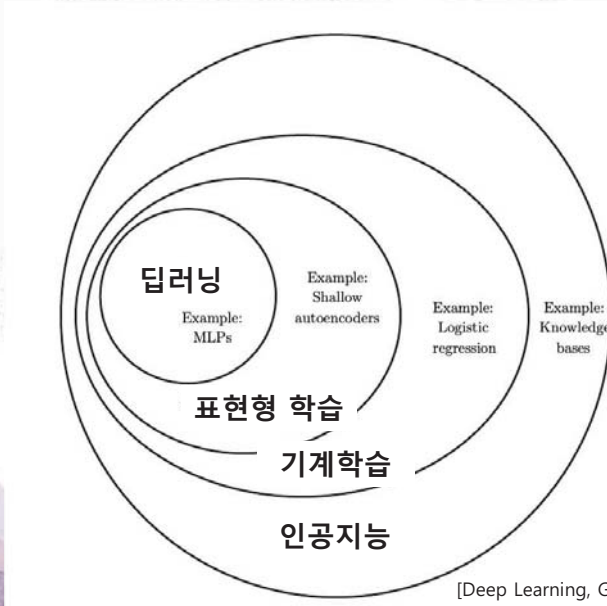 딥러닝
Example:
MLPs
Example:
Shallow
autoencoders
Example:
Logistic
regression
Example:
Knowledge
bases
표현형 학습
기계학습
인공지능
[Deep Learning, G